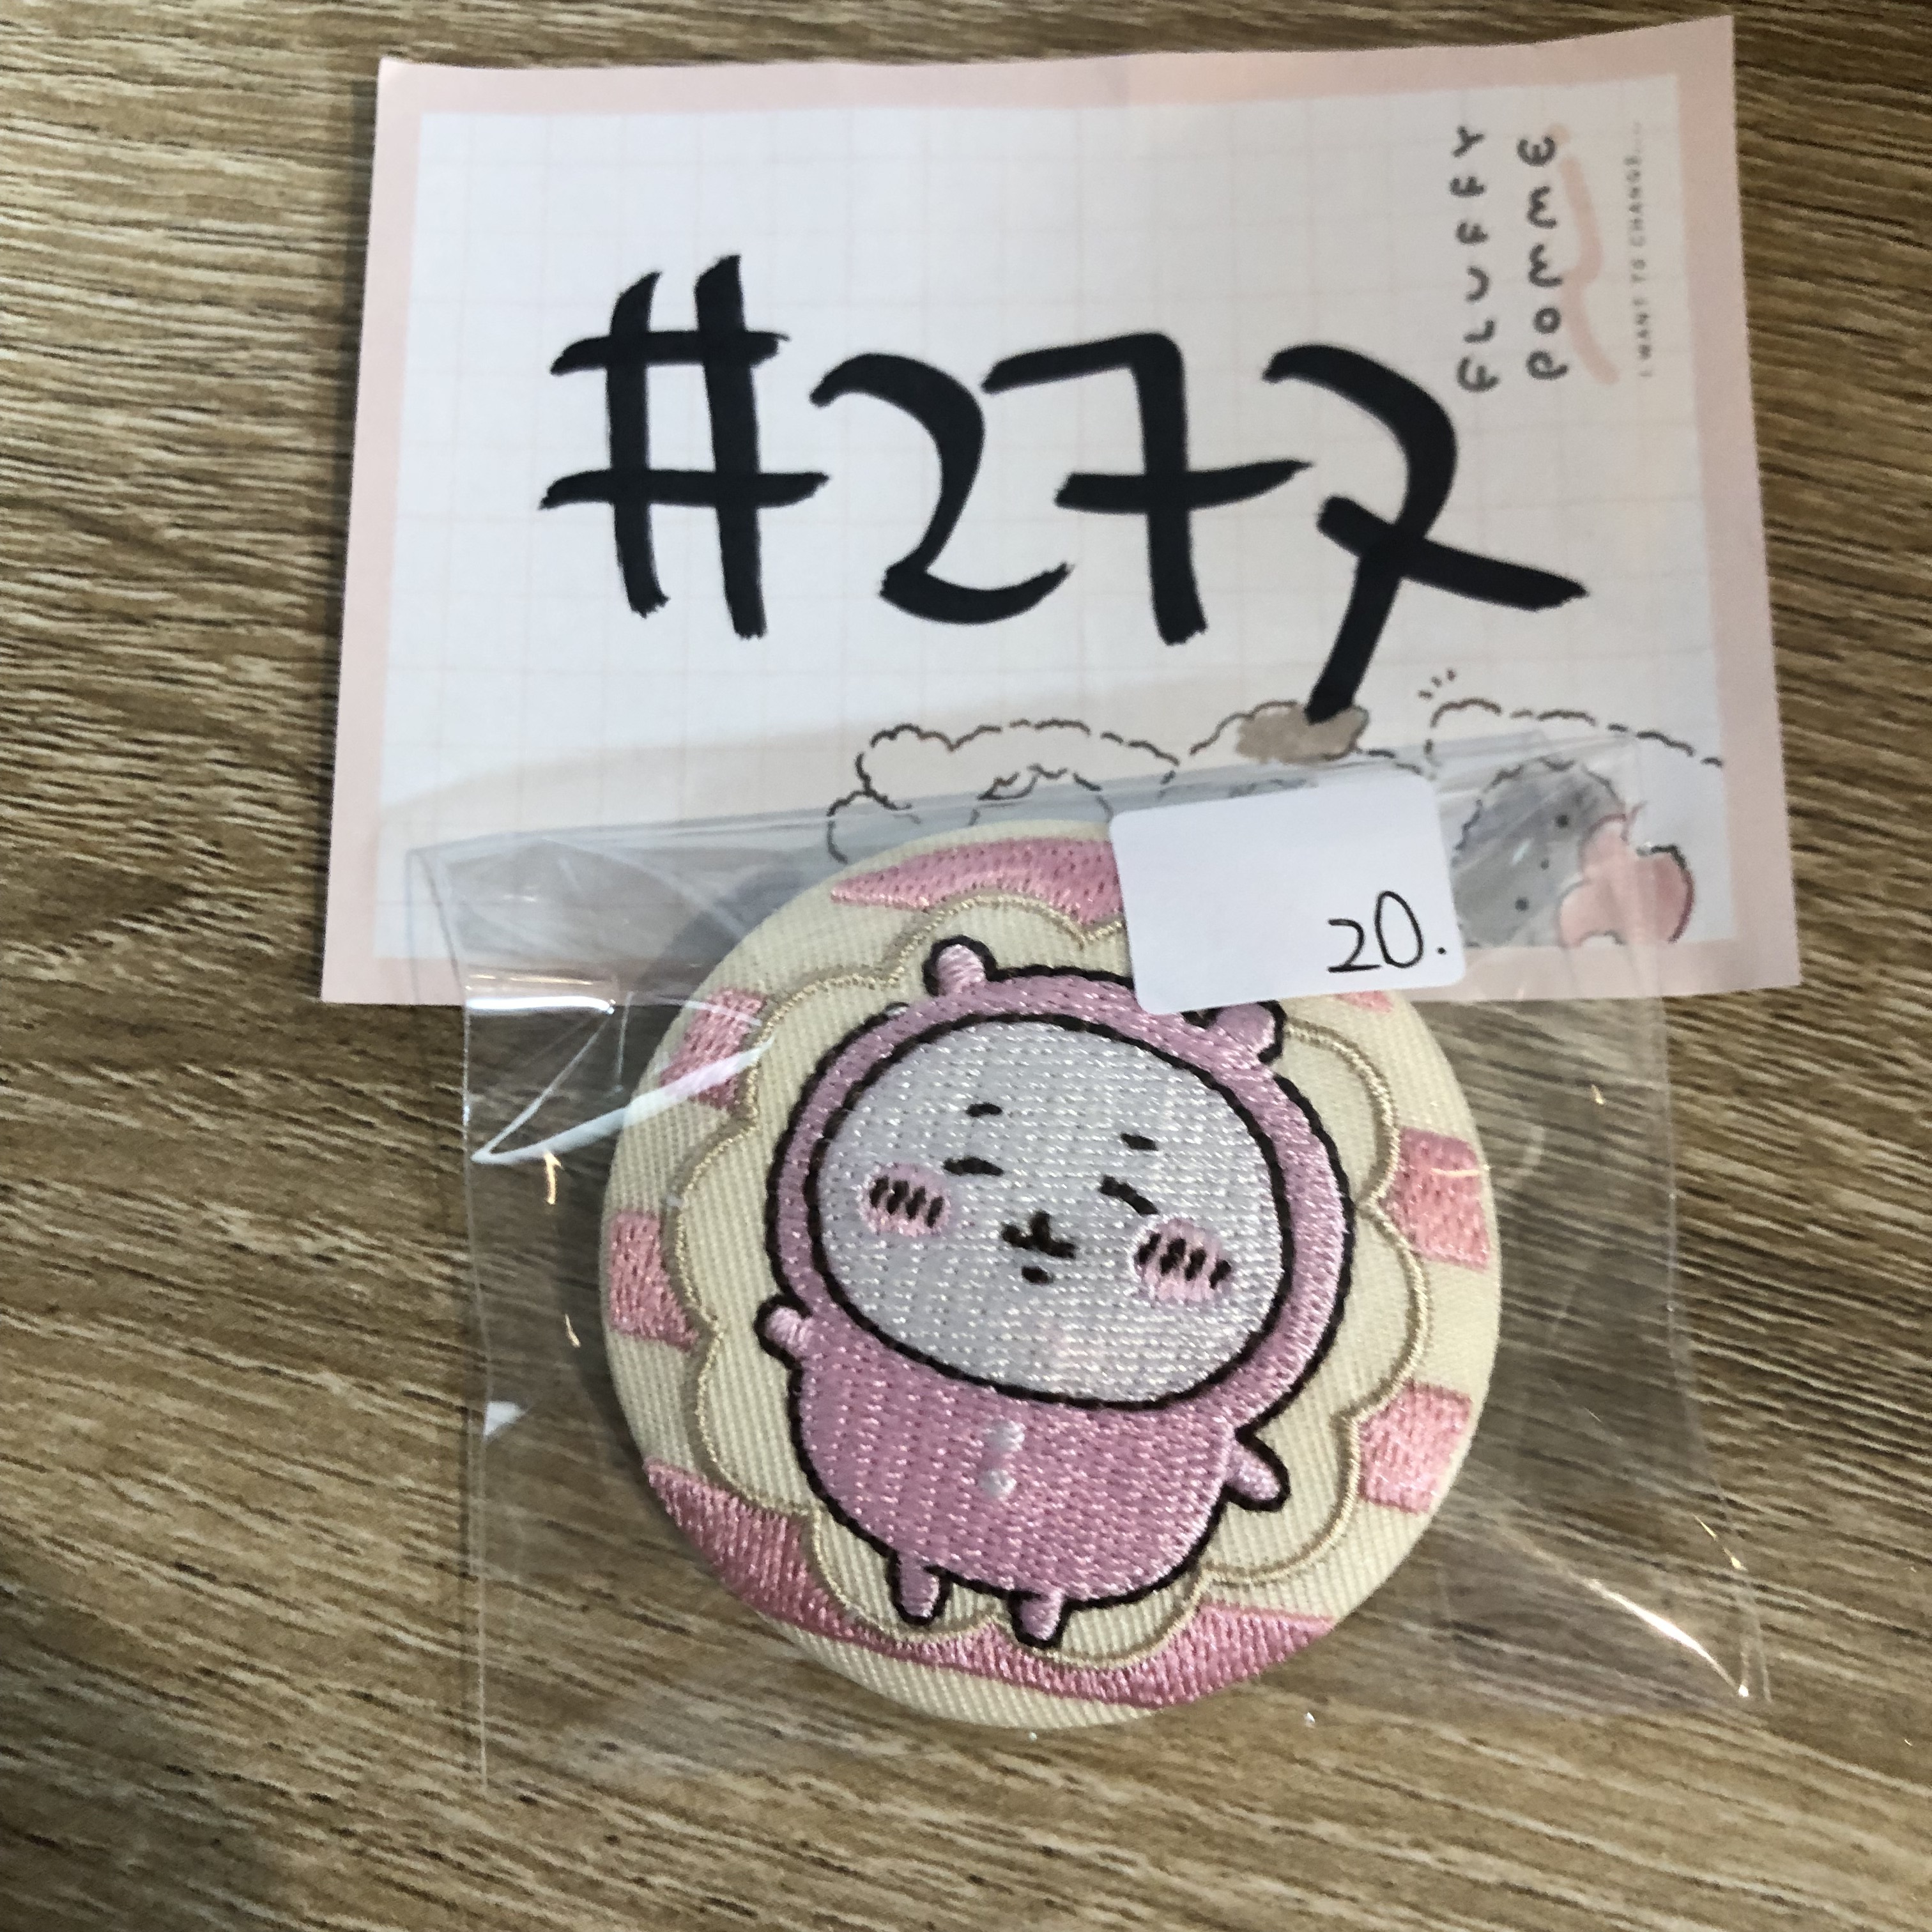 #277
FLUFFY
POMME
I WANT TO CHANGE...
20.